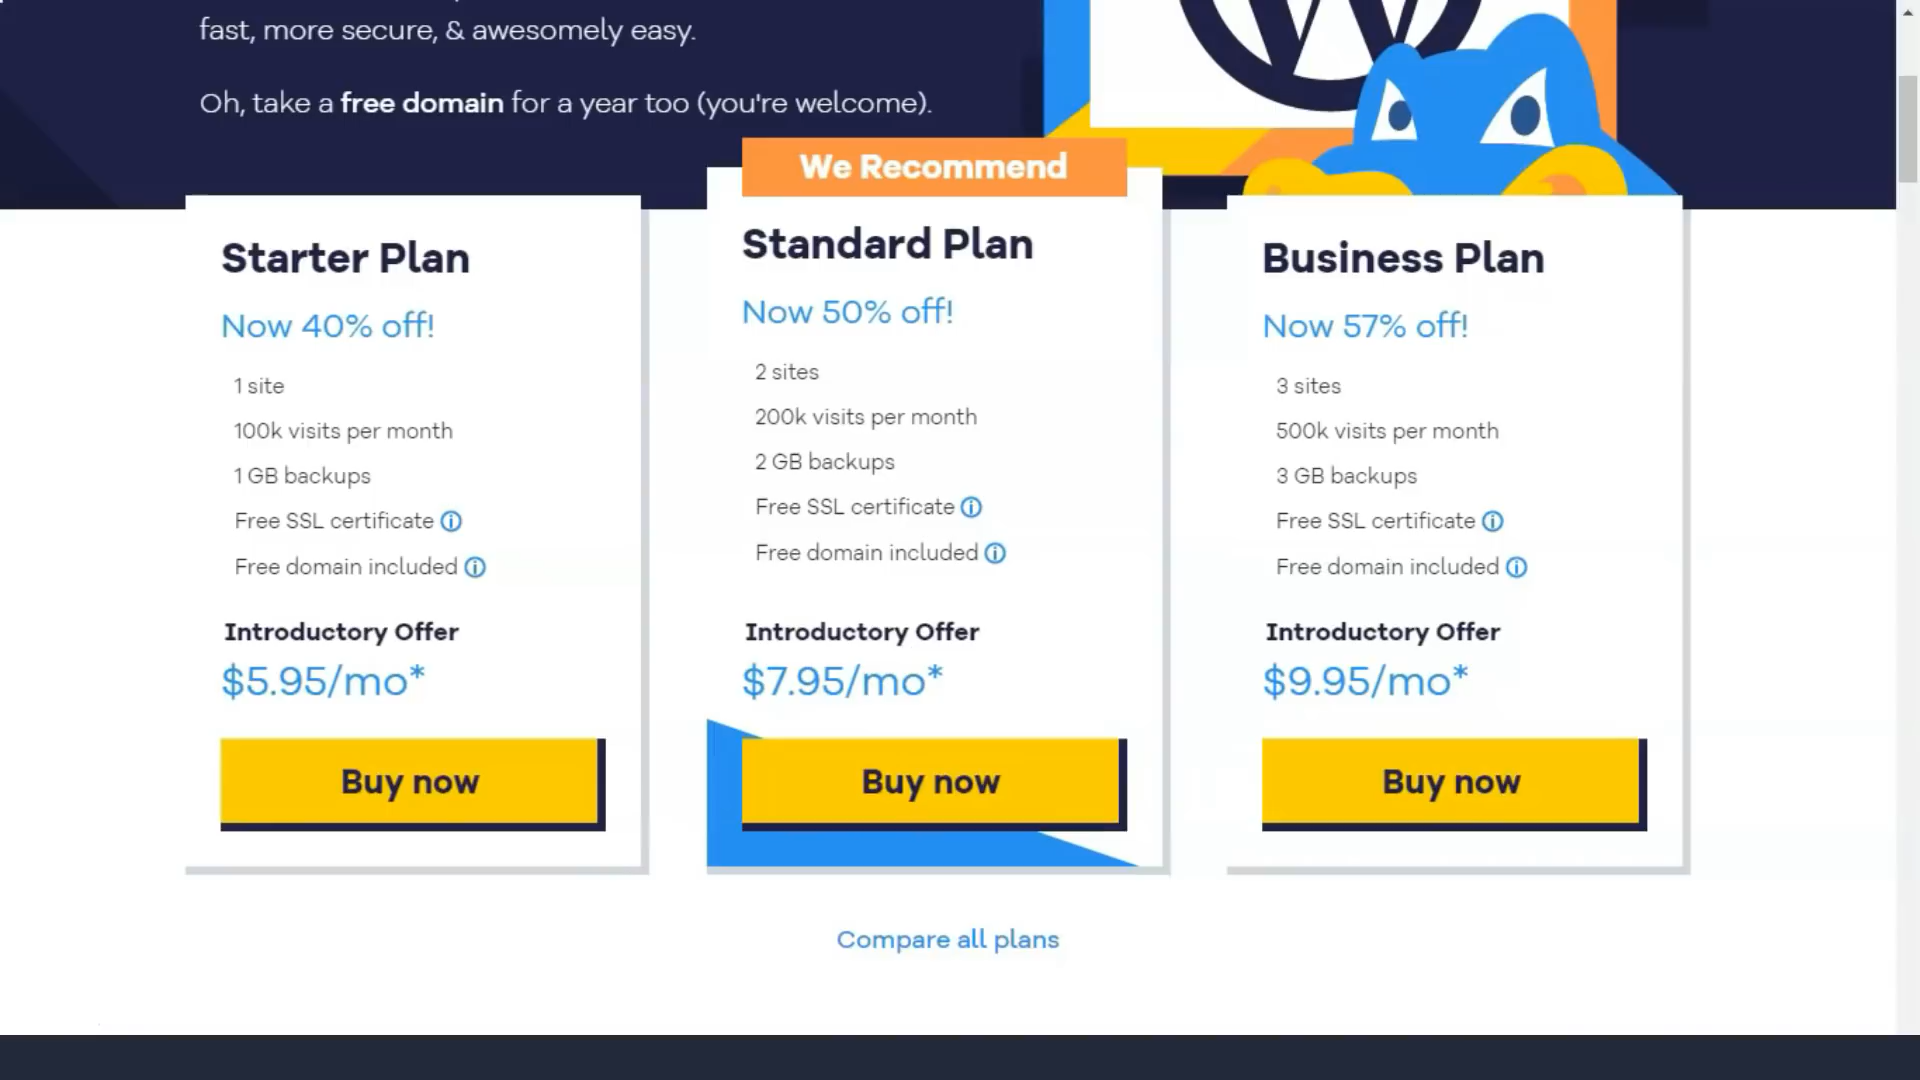 fast, more secure, & awesomely easy.
Oh, take a free domain for a year too (you're welcome).
We Recommend
Starter Plan
Now 40% off!
1 site
100k visits per month
1 GB backups
Free SSL certificate
Free domain included
Introductory Offer
$5.95/mo*
Buy now
Standard Plan
Now 50% off!
2 sites
200k visits per month
2 GB backups
Free SSL certificate
Free domain included
Introductory Offer
$7.95/mo*
Buy now
Business Plan
Now 57% off!
3 sites
500k visits per month
3 GB backups
Free SSL certificate
Free domain included
Introductory Offer
$9.95/mo*
Buy now
Compare all plans